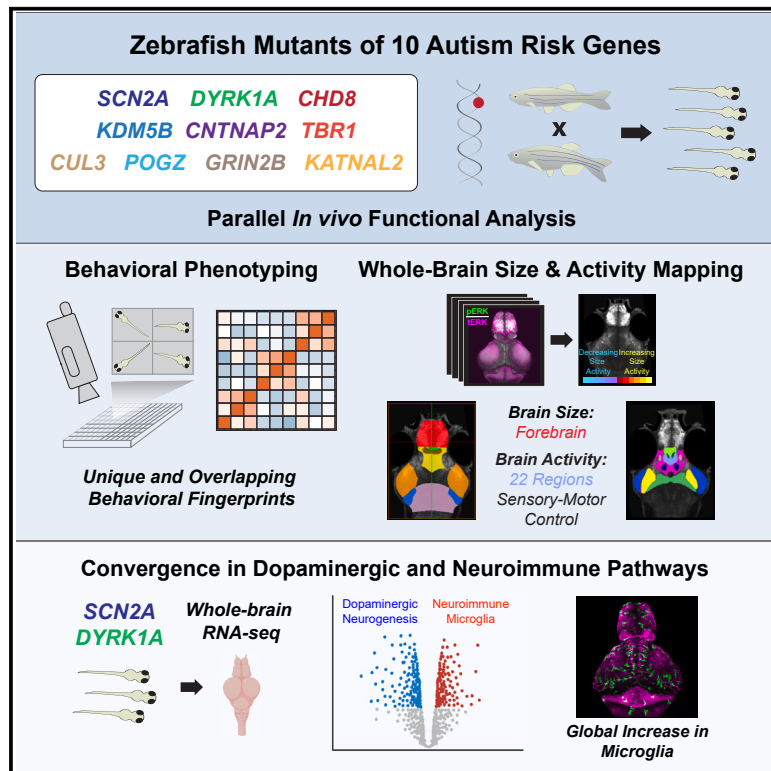 Zebrafish Mutants of 10 Autism Risk Genes
SCN2A DYRK1A CHD8
KDM5B CNTNAP2 TBR1
CUL3 POGZ GRIN2B KATNAL2
X
Parallel In vivo Functional Analysis
Behavioral Phenotyping
Unique and Overlapping
Behavioral Fingerprints
Whole-Brain Size & Activity Mapping
pERK
tERK
Decreasing Increasing
Size Size
Activity Activity
Brain Size:
Forebrain
Brain Activity:
22 Regions
Sensory-Motor
Control
Convergence in Dopaminergic and Neuroimmune Pathways
SCN2A
DYRK1A
Whole-brain
RNA-seq
Dopaminergic Neuroimmune
Neurogenesis Microglia
Global Increase in
Microglia